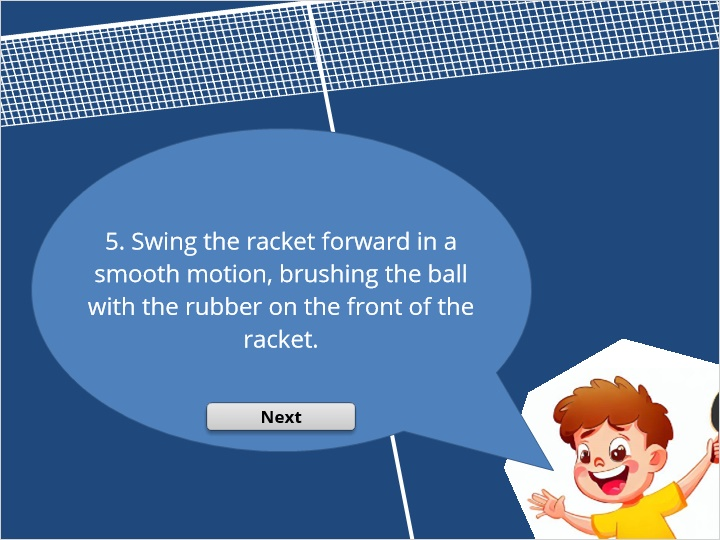 5. Swing the racket forward in a
smooth motion, brushing the ball
with the rubber on the front of the
racket.
Next